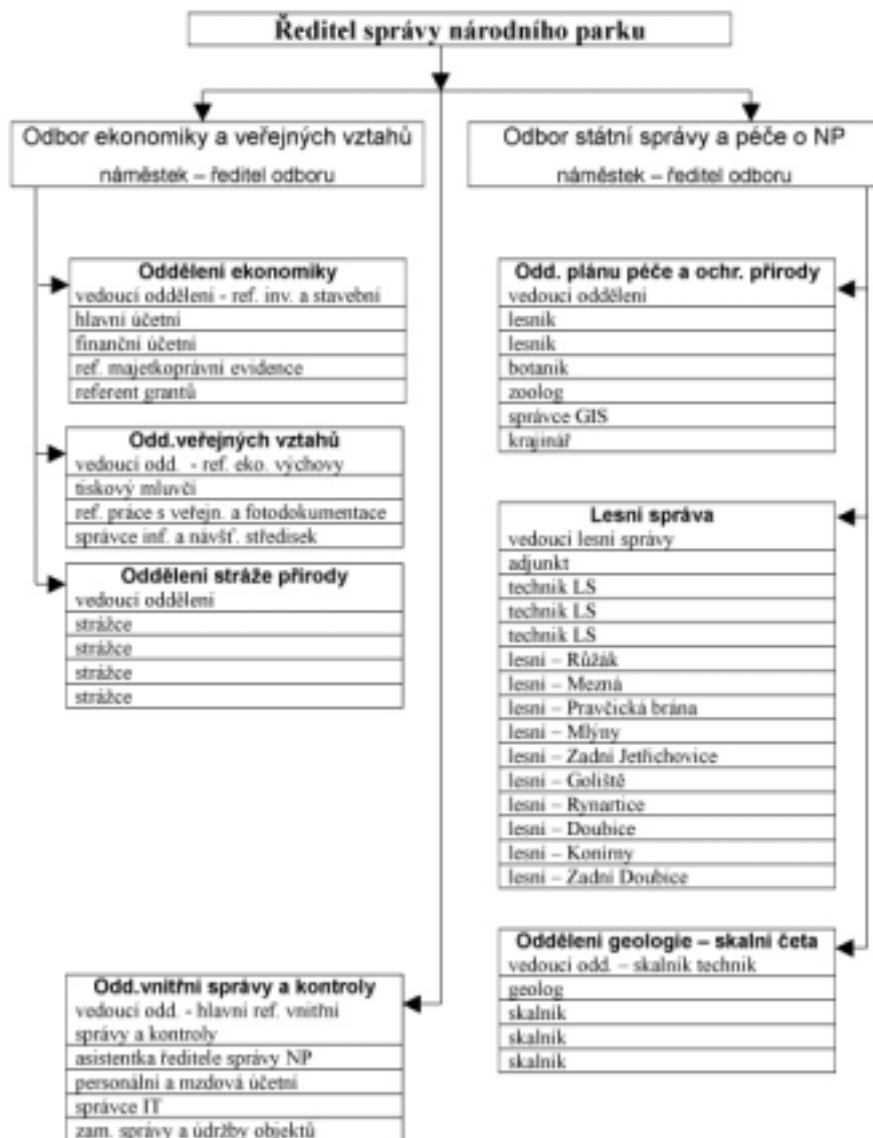 Ředitel správy národního parku
Odbor ekonomiky a veřejných vztahů
náměstek – ředitel odboru
Odbor státní správy a péče o NP
náměstek – ředitel odboru
Oddělení ekonomiky
vedoucí oddělení - ref. inv. a stavební
hlavní účetní
finanční účetní
ref. majetkoprávní evidence
referent grantů
Odd.veřejných vztahů
vedoucí odd. - ref. eko. výchovy
tiskový mluvčí
ref. práce s veřejn. a fotodokumentace
správce inf. a návšť. středisek
Oddělení stráže přírody
vedoucí oddělení
strážce
strážce
strážce
strážce
Odd.vnitřní správy a kontroly
vedoucí odd. - hlavní ref. vnitřní
správy a kontroly
asistentka ředitele správy NP
personální a mzdová účetní
správce IT
zam. správy a údržby objektů
Odd. plánu péče a ochr. přírody
vedoucí oddělení
lesník
lesník
botanik
zoolog
správce GIS
krajinář
Lesní správa
vedoucí lesní správy
adjunkt
technik LS
technik LS
technik LS
lesní – Růžák
lesní – Mezná
lesní – Pravčická brána
lesní – Mlýny
lesní – Zadní Jetřichovice
lesní – Goliště
lesní – Rynartice
lesní – Doubice
lesní – Konírny
lesní – Zadní Doubice
Oddělení geologie – skalní četa
vedoucí odd. – skalník technik
geolog
skalník
skalník
skalník